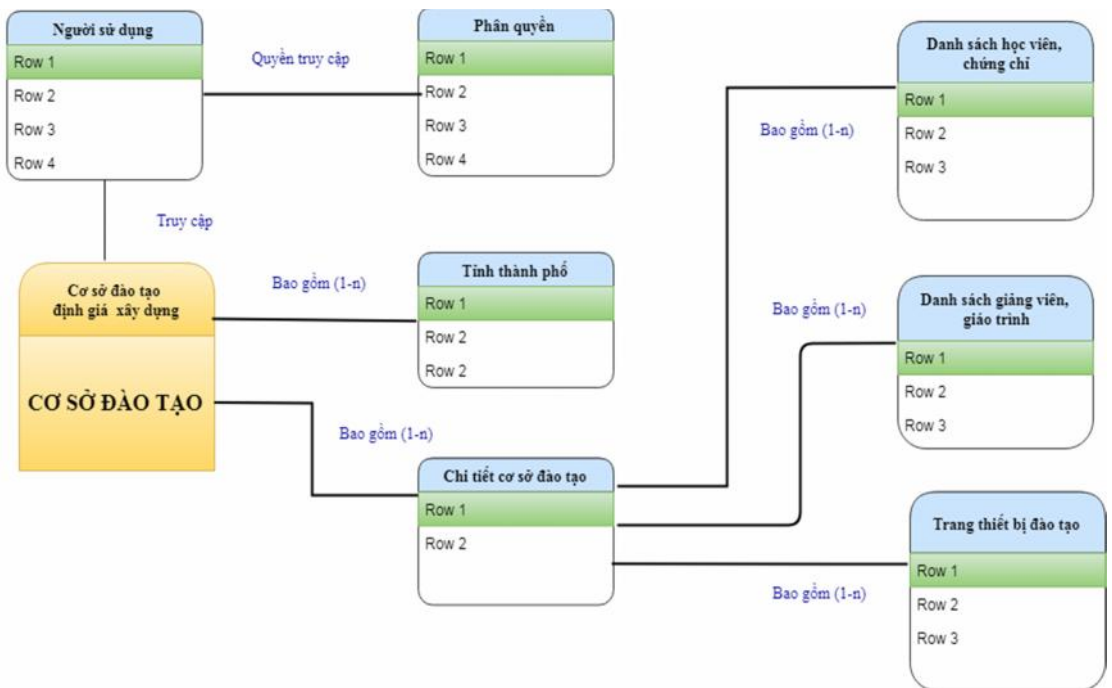 Người sử dụng
Row 1
Row 2
Row 3
Row 4
Quyền truy cập
Phân quyền
Row 1
Row 2
Row 3
Row 4
Danh sách học viên,
chứng chỉ
Row 1
Row 2
Row 3
Bao gồm (1-n)
Truy cập
Cơ sở đào tạo
định giá xây dựng
CƠ SỞ ĐÀO TẠO
Bao gồm (1-n)
Tỉnh thành phố
Row 1
Row 2
Row 2
Bao gồm (1-n)
Danh sách giảng viên,
giáo trình
Row 1
Row 2
Row 3
Bao gồm (1-n)
Chi tiết cơ sở đào tạo
Row 1
Row 2
Bao gồm (1-n)
Trang thiết bị đào tạo
Row 1
Row 2
Row 3